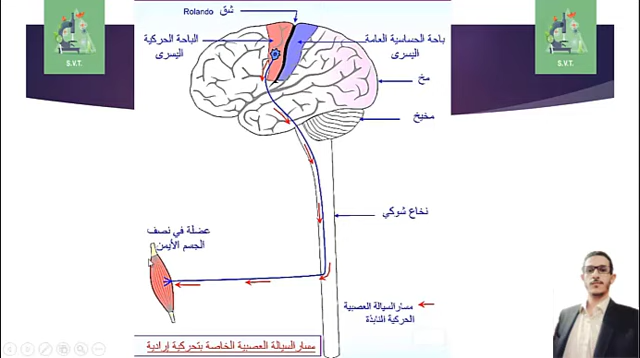 شق Rolando
S.V.T.
S.V.T.
الباحة الحركية
اليسرى
باحة الحساسية العامة
اليسرى
مخ
مخيخ
نخاع شوكي
عضلة في نصف
الجسم الأيمن
مسار السيالة العصبية
الحركية النابذة
مسار السيالة العصبية الخاصة بتحركية إرادية